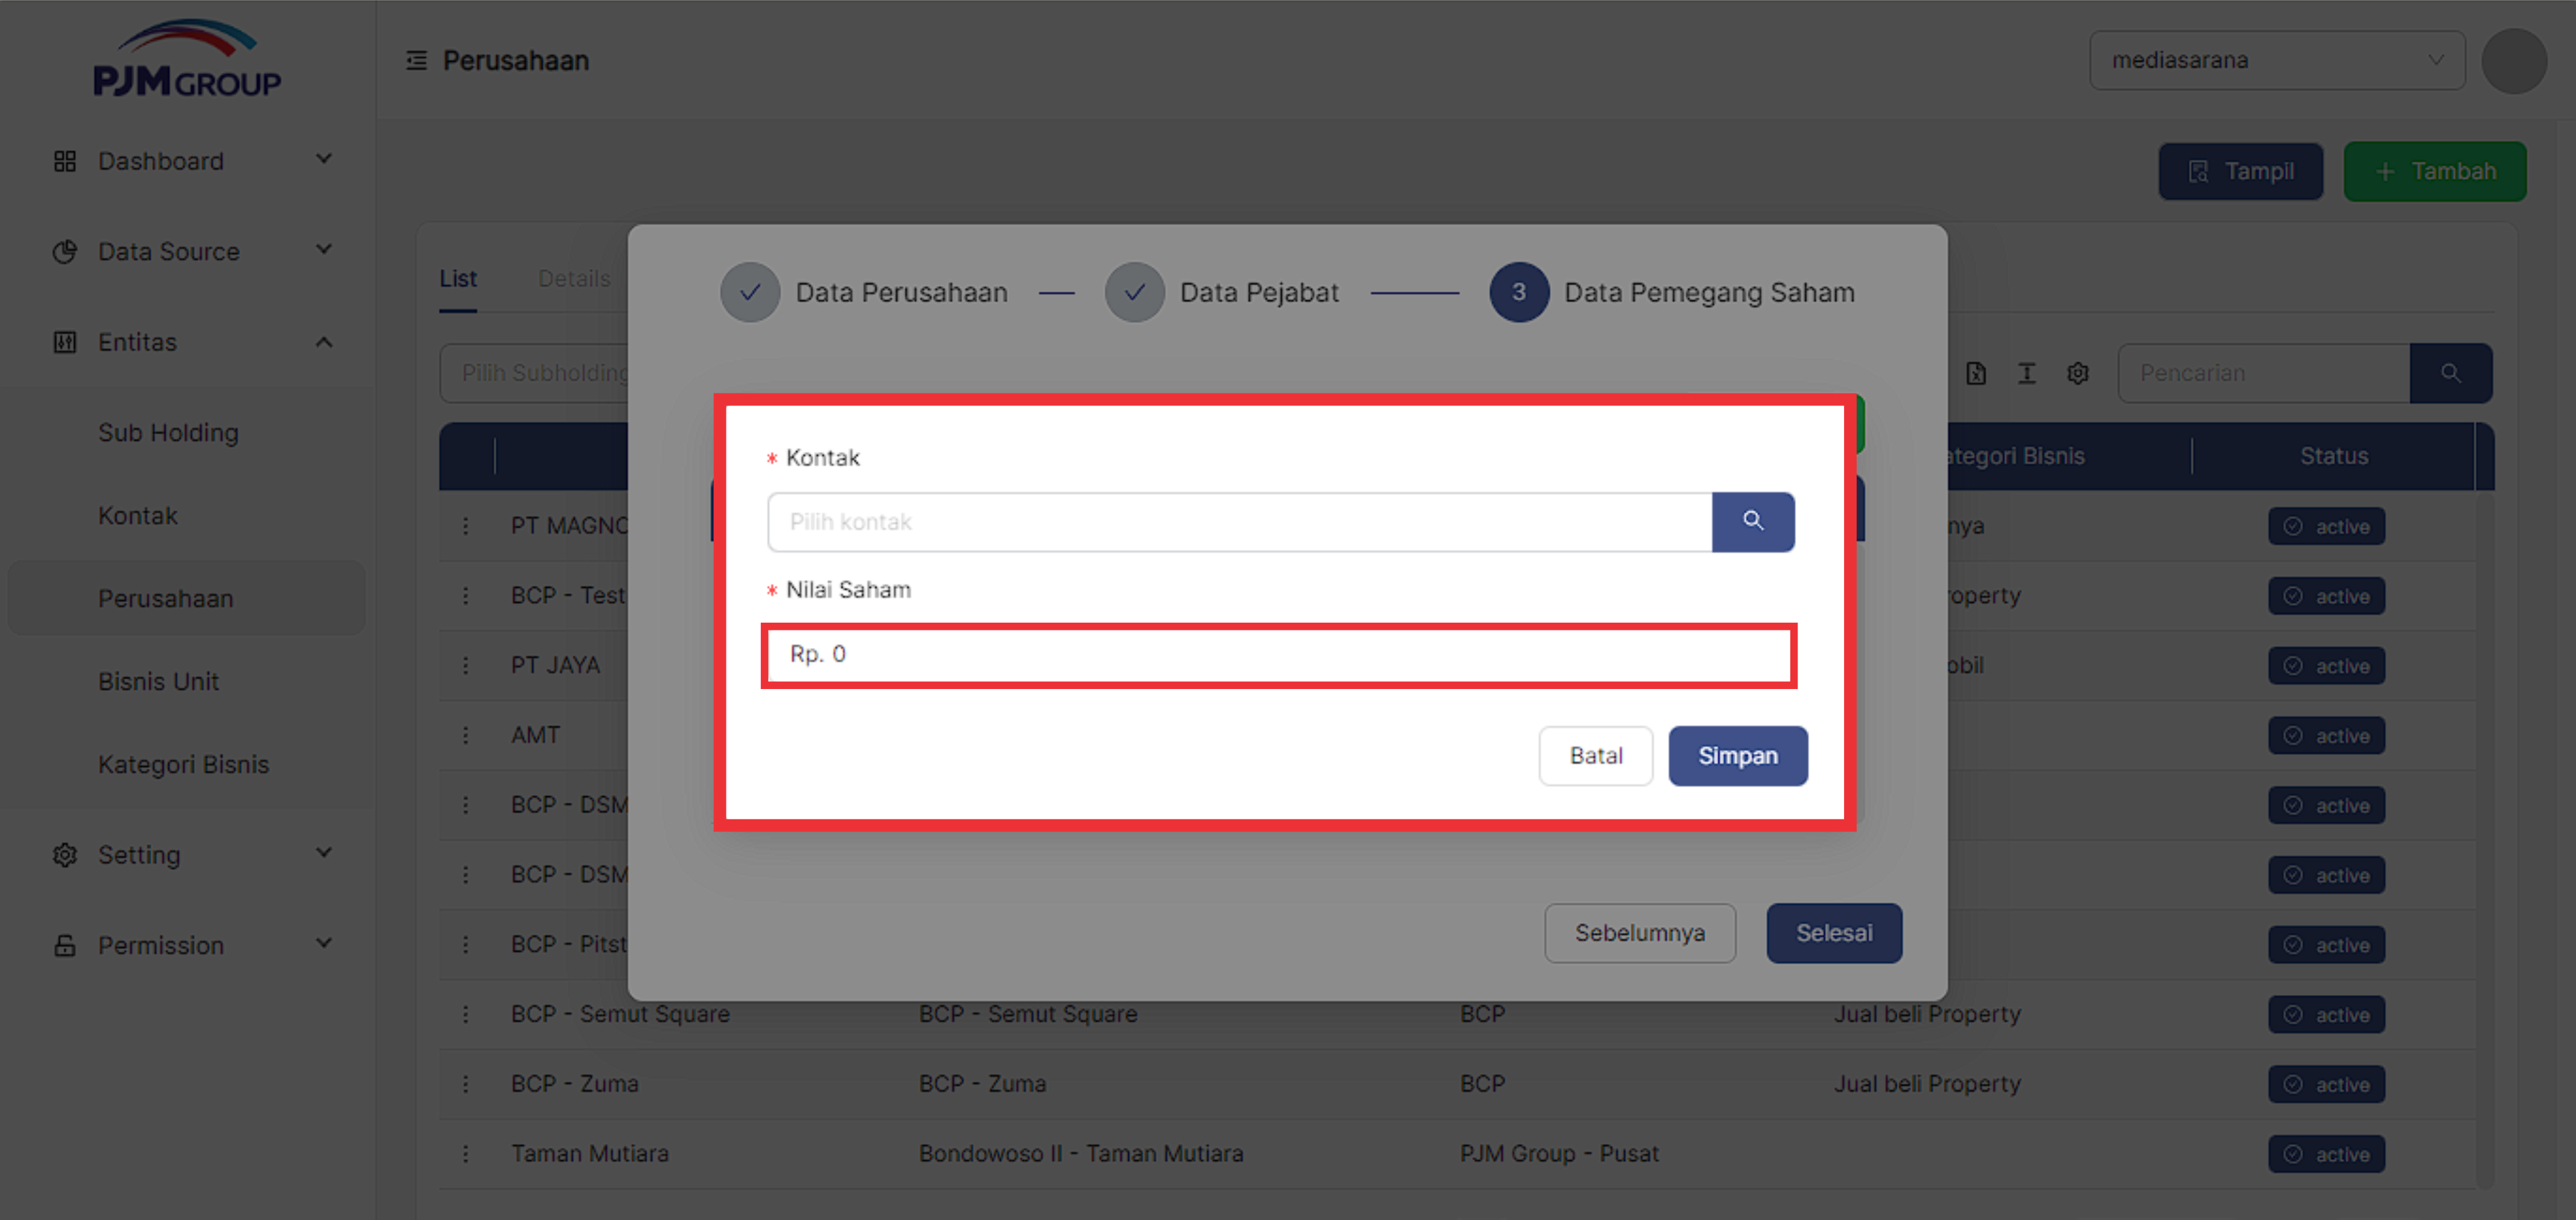 PJM GROUP
Perusahaan
mediasarana
Dashboard
Data Source
Entitas
Sub Holding
Kontak
Perusahaan
Bisnis Unit
Kategori Bisnis
Setting
Permission
Tampil
+ Tambah
List
Details
Pilih Subholding
Pencarian
ategori Bisnis
Status
Data Perusahaan
Data Pejabat
3 Data Pemegang Saham
* Kontak
Pilih kontak
* Nilai Saham
Rp. 0
Batal
Simpan
Sebelumnya
Selesai
PT MAGNO nya active
BCP - Test roperty active
PT JAYA obil active
AMT active
BCP - DSM active
BCP - DSM active
BCP - Pitst active
BCP - Semut Square BCP - Semut Square BCP Jual beli Property active
BCP - Zuma BCP - Zuma BCP Jual beli Property active
Taman Mutiara Bondowoso II - Taman Mutiara PJM Group - Pusat active